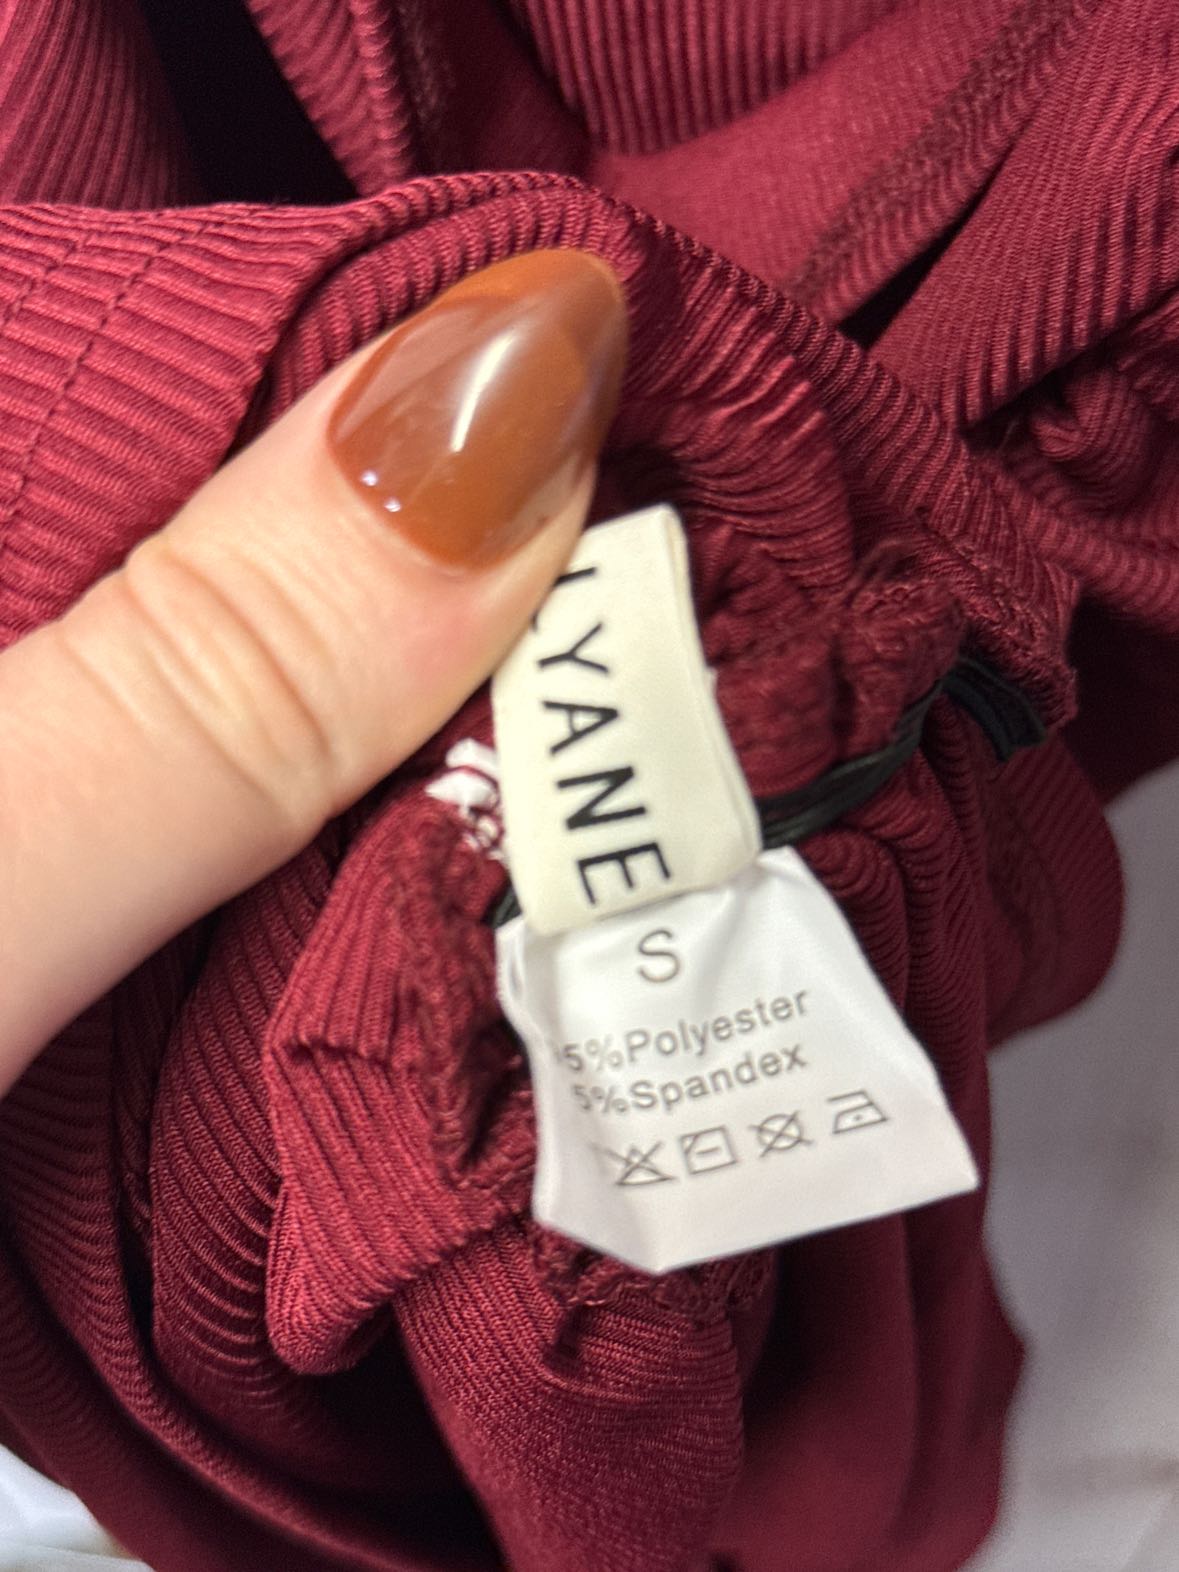 LYANE
S
5%Polyester
5%Spandex